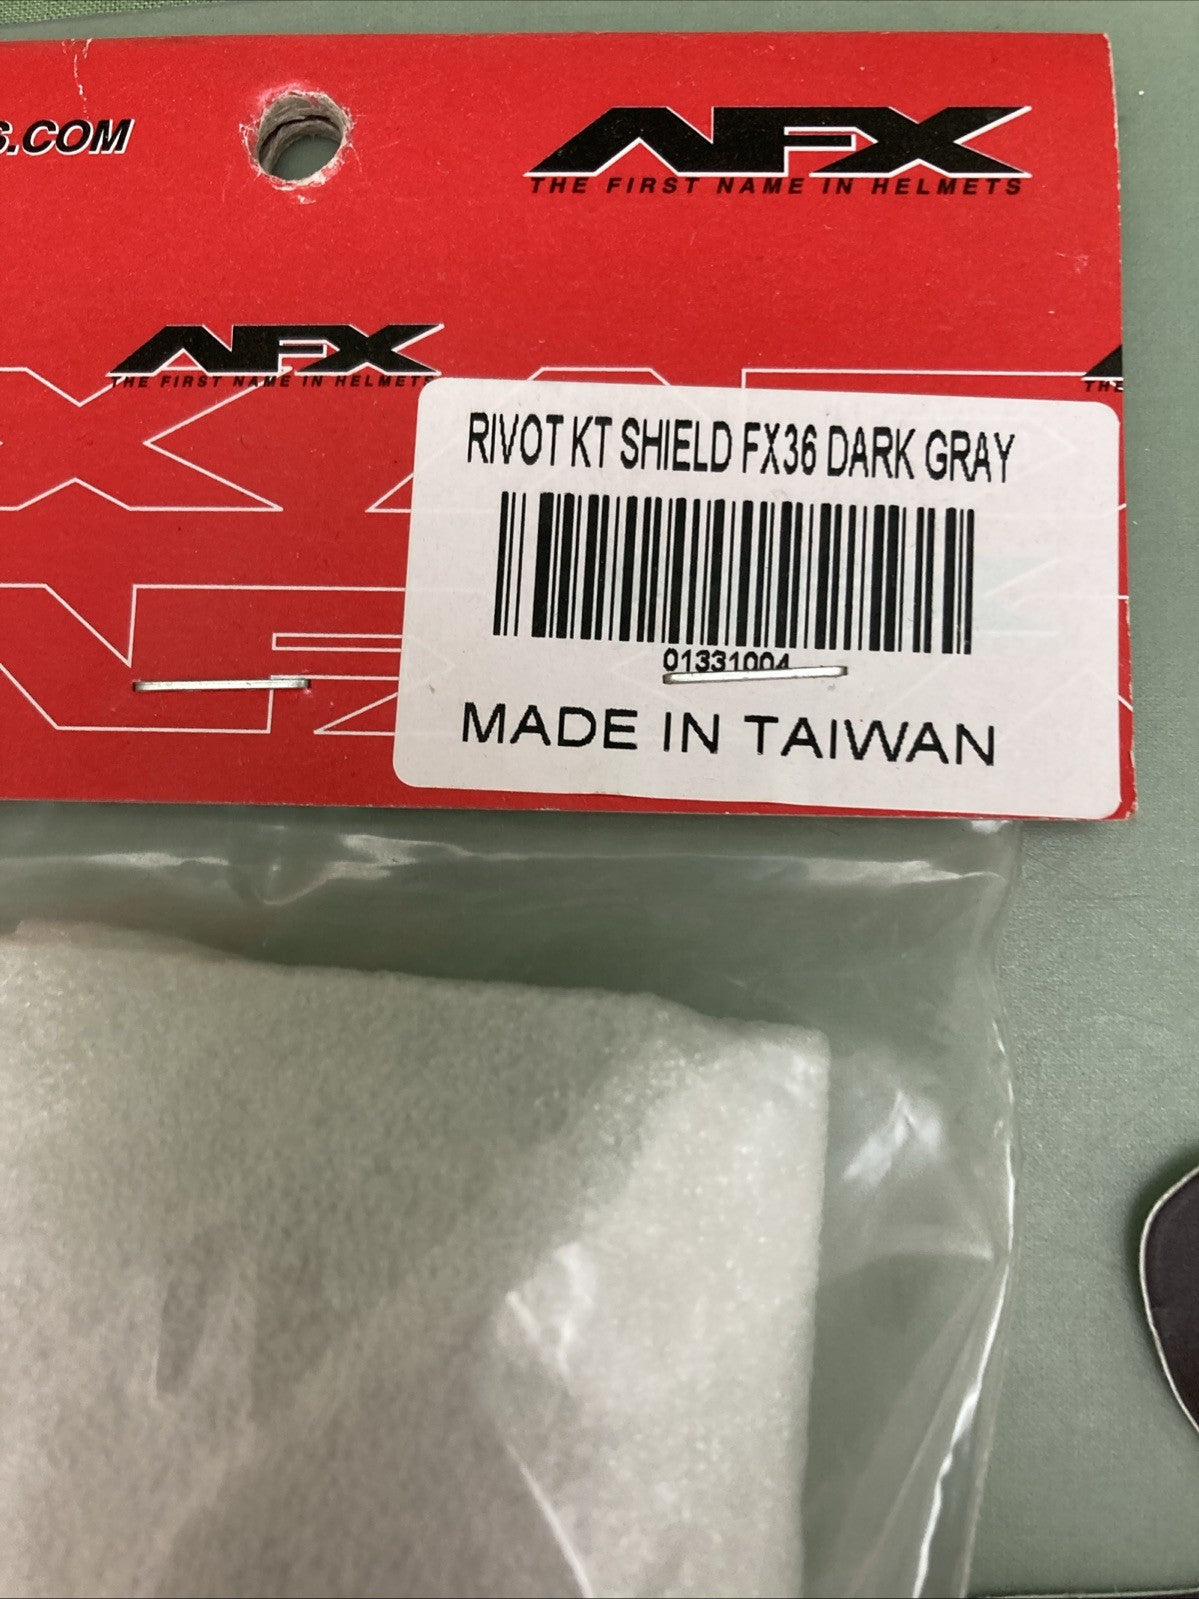 S.COM
AFX
THE FIRST NAME IN HELMETS
AFX
THE FIRST NAME IN HELMETS
THE
RIVOT KT SHIELD FX36 DARK GRAY
01331004
MADE IN TAIWAN